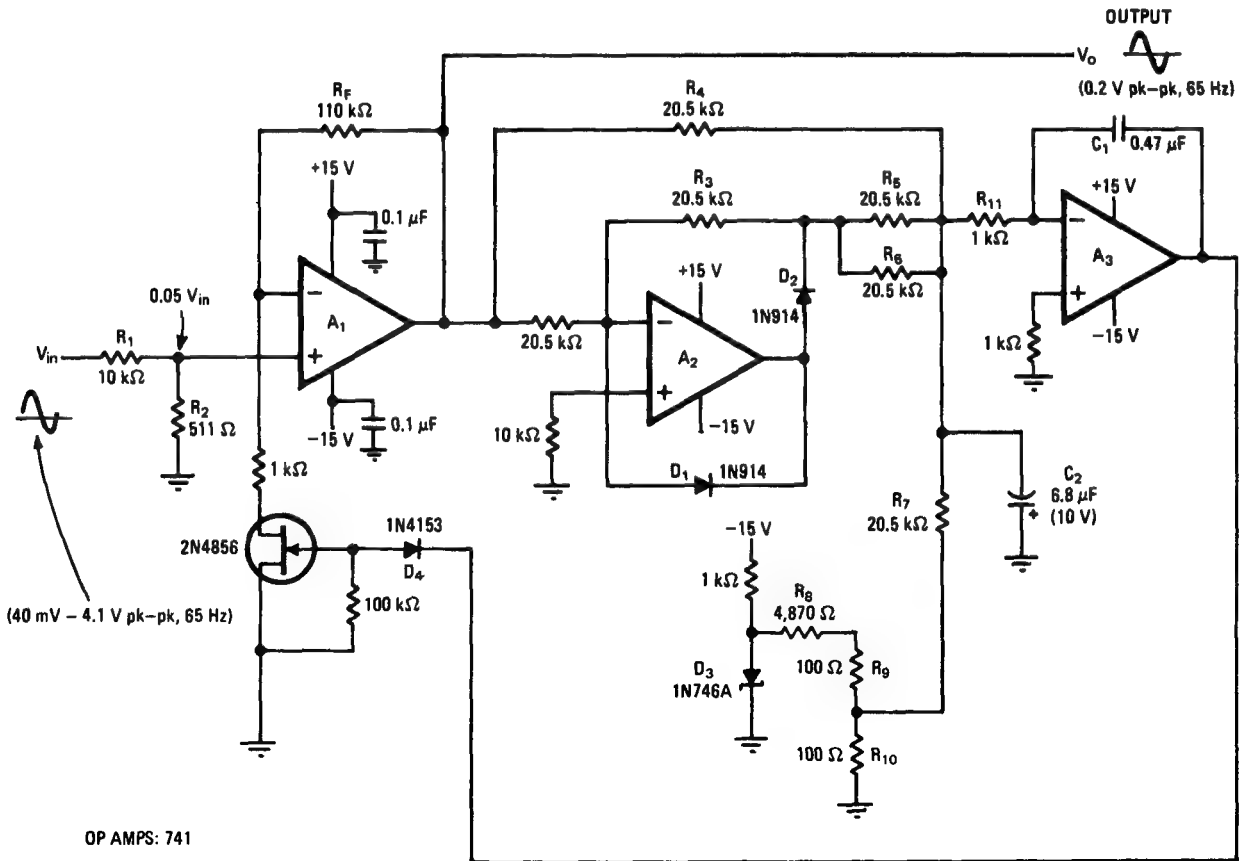 OUTPUT
Vo
(0.2 V pk–pk, 65 Hz)
RF
110 kΩ
R4
20.5 kΩ
+15 V
0.1 μF
R3
20.5 kΩ
R5
20.5 kΩ
C1
0.47 μF
R11
1 kΩ
+15 V
R6
20.5 kΩ
D2
1N914
+15 V
0.05 Vin
–
A1
+
–
A3
+
–15 V
Vin
R1
10 kΩ
20.5 kΩ
–
A2
+
1 kΩ
R2
511 Ω
0.1 μF
–15 V
–15 V
10 kΩ
1 kΩ
D1
1N914
R7
20.5 kΩ
C2
6.8 μF
+
(10 V)
2N4856
1N4153
D4
–15 V
1 kΩ
R8
4,870 Ω
100 kΩ
(40 mV – 4.1 V pk–pk, 65 Hz)
D3
1N746A
100 Ω
R9
100 Ω
R10
OP AMPS: 741